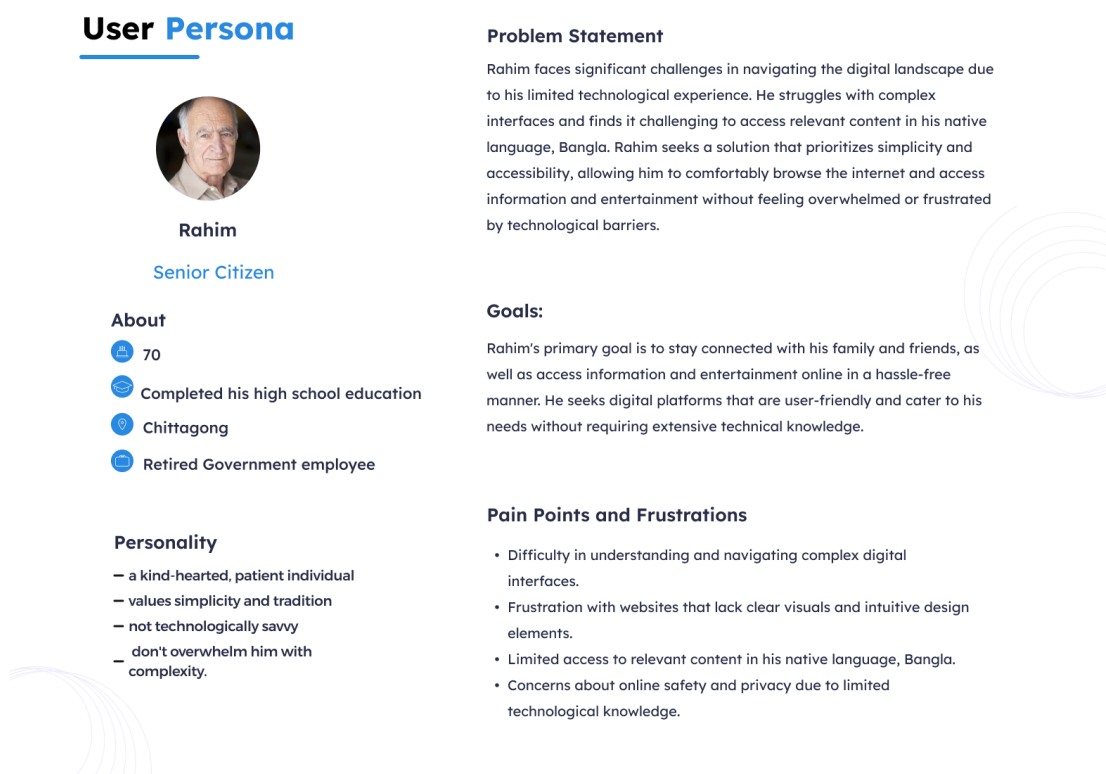 User Persona
Rahim
Senior Citizen
About
70
Completed his high school education
Chittagong
Retired Government employee
Personality
– a kind-hearted, patient individual
– values simplicity and tradition
– not technologically savvy
– don't overwhelm him with
complexity.
Problem Statement
Rahim faces significant challenges in navigating the digital landscape due
to his limited technological experience. He struggles with complex
interfaces and finds it challenging to access relevant content in his native
language, Bangla. Rahim seeks a solution that prioritizes simplicity and
accessibility, allowing him to comfortably browse the internet and access
information and entertainment without feeling overwhelmed or frustrated
by technological barriers.
Goals:
Rahim's primary goal is to stay connected with his family and friends, as
well as access information and entertainment online in a hassle-free
manner. He seeks digital platforms that are user-friendly and cater to his
needs without requiring extensive technical knowledge.
Pain Points and Frustrations
• Difficulty in understanding and navigating complex digital
interfaces.
• Frustration with websites that lack clear visuals and intuitive design
elements.
• Limited access to relevant content in his native language, Bangla.
• Concerns about online safety and privacy due to limited
technological knowledge.